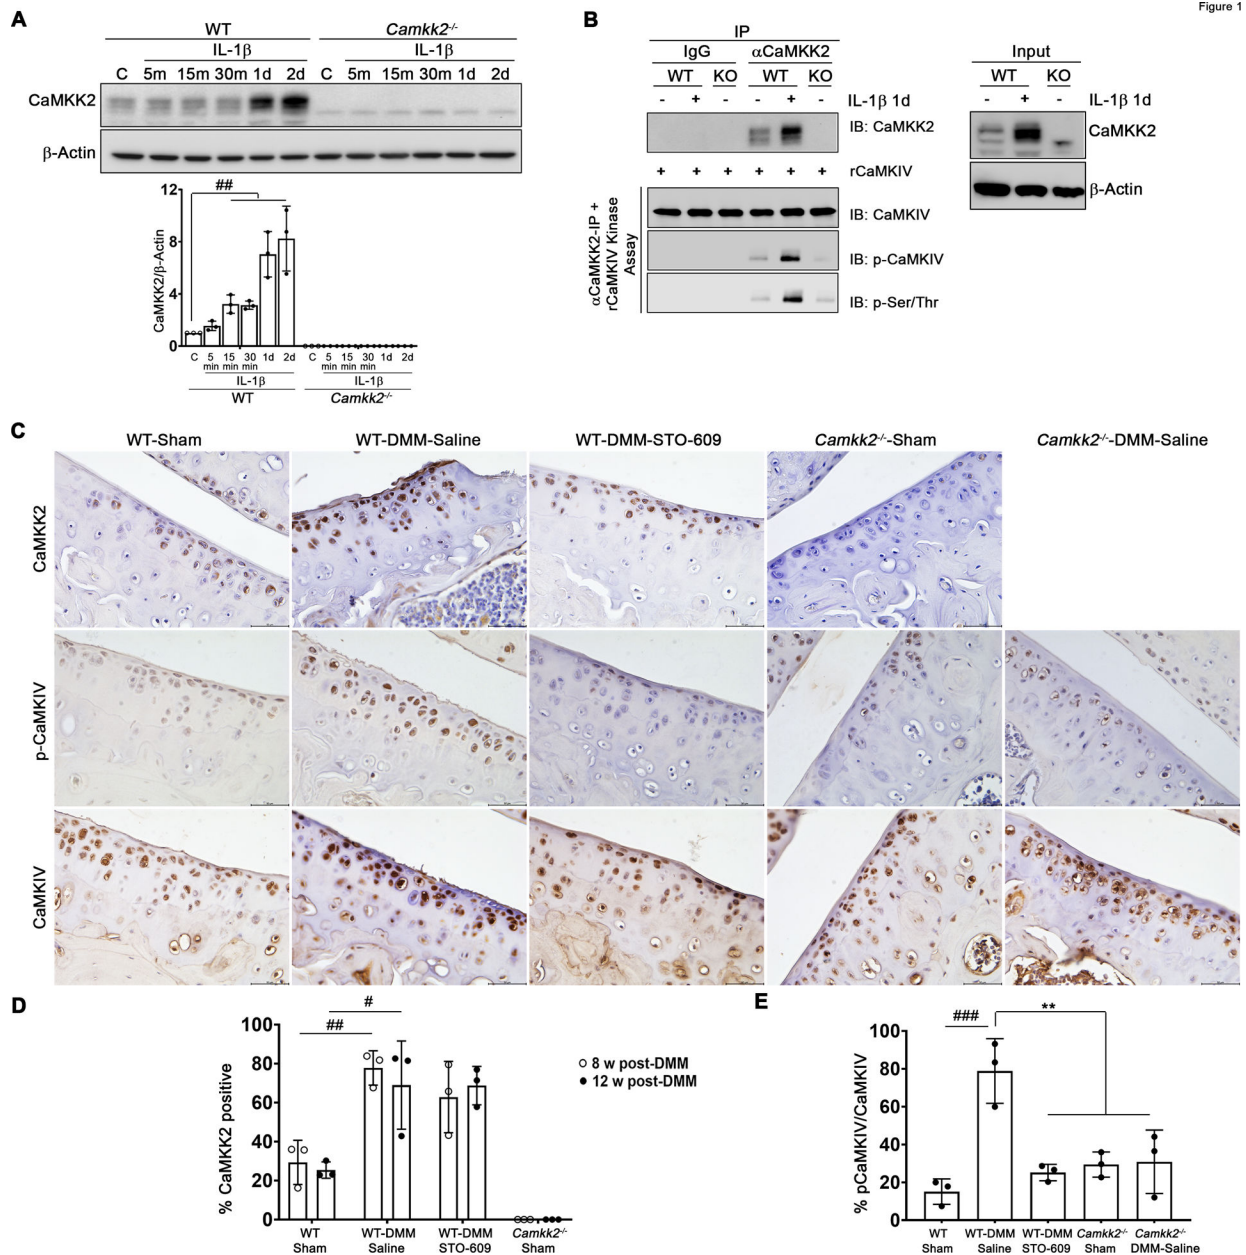 Figure 1
A
WT
Camkk2-/-
IL-1β
IL-1β
C 5m 15m 30m 1d 2d C 5m 15m 30m 1d 2d
CaMKK2
β-Actin
##
12
8
4
0
CaMKK2/β-Actin
C 5 min 15 min 30 min 1d 2d C 5 min 15 min 30 min 1d 2d
IL-1β
IL-1β
WT
Camkk2-/-
B
IP
IgG αCaMKK2
WT KO WT KO
- + - - + - IL-1β 1d
IB: CaMKK2
+ + + + + + rCaMKIV
IB: CaMKIV
IB: p-CaMKIV
IB: p-Ser/Thr
αCaMKK2-IP +
rCaMKIV Kinase
Assay
Input
WT KO
- + - IL-1β 1d
CaMKK2
β-Actin
C
WT-Sham WT-DMM-Saline WT-DMM-STO-609 Camkk2-/--Sham Camkk2-/--DMM-Saline
CaMKK2
p-CaMKIV
CaMKIV
D
#
##
100
80
60
40
20
0
% CaMKK2 positive
8 w post-DMM
12 w post-DMM
WT Sham
WT-DMM Saline
WT-DMM STO-609
Camkk2-/- Sham
E
###
**
100
80
60
40
20
0
% pCaMKIV/CaMKIV
WT Sham
WT-DMM Saline
WT-DMM STO-609
Camkk2-/- Sham
Camkk2-/- DMM-Saline